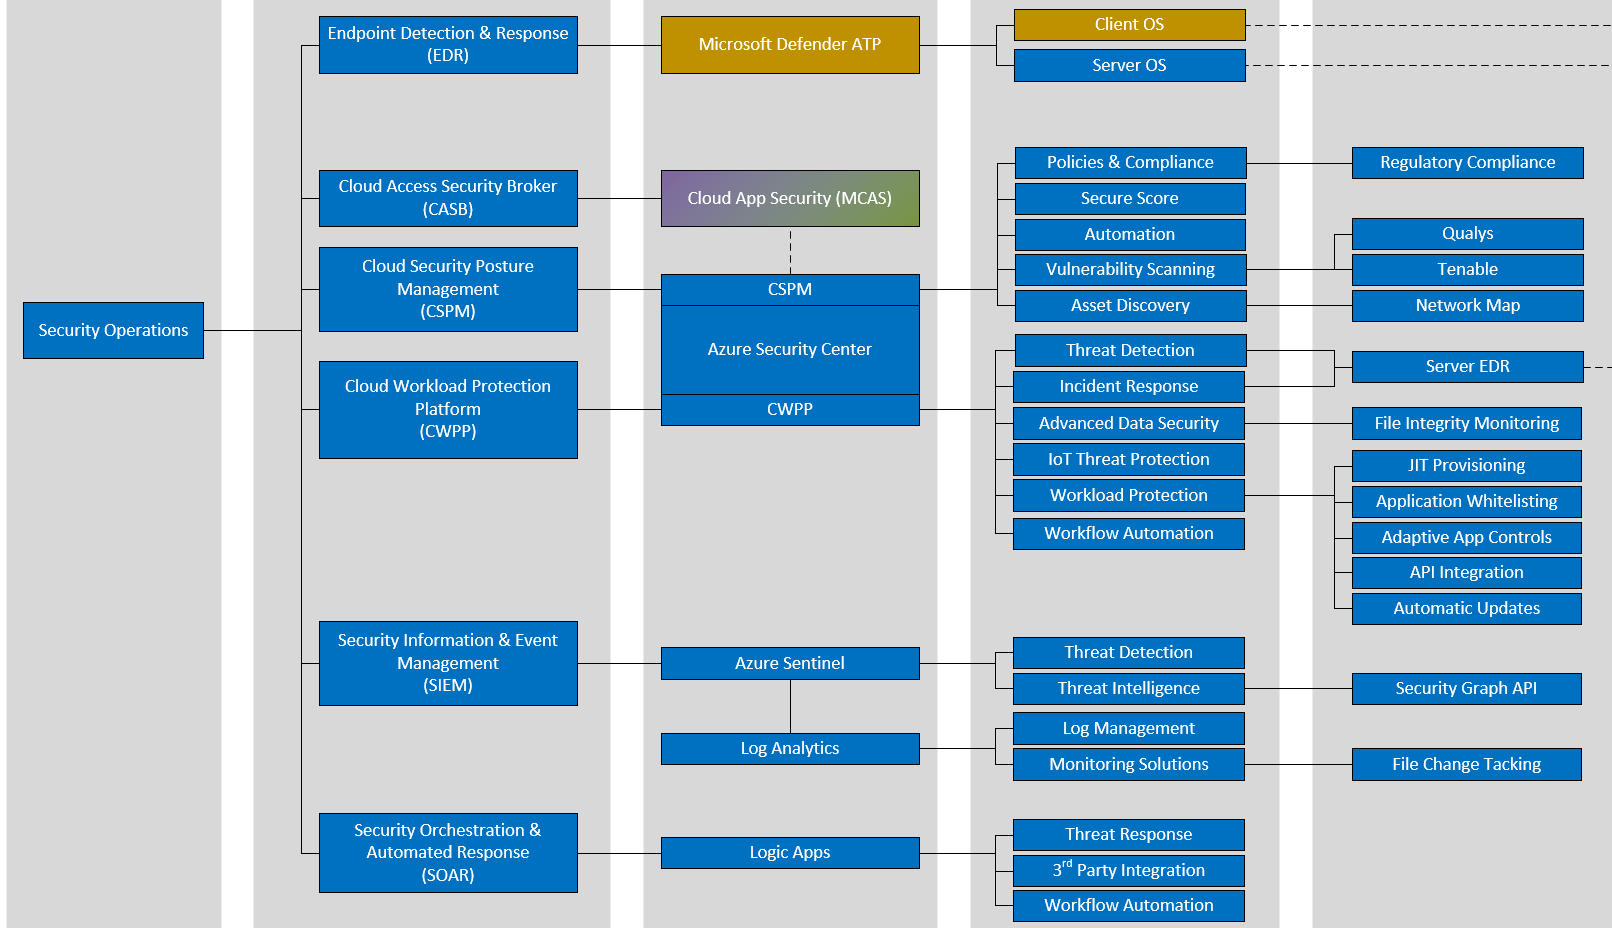 Security Operations
Endpoint Detection & Response
(EDR)
Cloud Access Security Broker
(CASB)
Cloud Security Posture
Management
(CSPM)
Cloud Workload Protection
Platform
(CWPP)
Security Information & Event
Management
(SIEM)
Security Orchestration &
Automated Response
(SOAR)
Microsoft Defender ATP
Cloud App Security (MCAS)
CSPM
Azure Security Center
CWPP
Azure Sentinel
Log Analytics
Logic Apps
Client OS
Server OS
Policies & Compliance
Secure Score
Automation
Vulnerability Scanning
Asset Discovery
Threat Detection
Incident Response
Advanced Data Security
IoT Threat Protection
Workload Protection
Workflow Automation
Threat Detection
Threat Intelligence
Log Management
Monitoring Solutions
Threat Response
3rd Party Integration
Workflow Automation
Regulatory Compliance
Qualys
Tenable
Network Map
Server EDR
File Integrity Monitoring
JIT Provisioning
Application Whitelisting
Adaptive App Controls
API Integration
Automatic Updates
Security Graph API
File Change Tacking